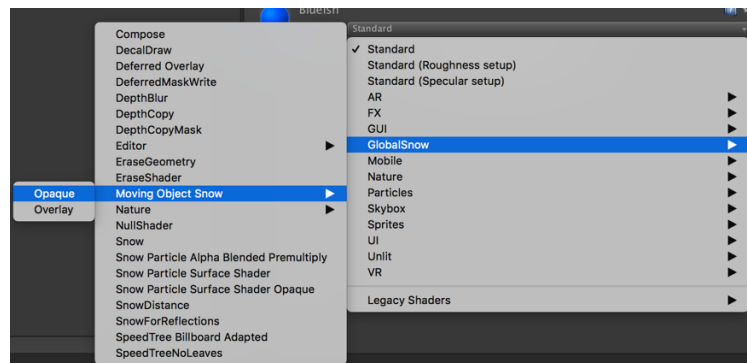 Blueish
Standard
Standard
Standard (Roughness setup)
Standard (Specular setup)
AR
FX
GUI
GlobalSnow
Mobile
Nature
Particles
Skybox
Sprites
UI
Unlit
VR
Legacy Shaders
Compose
DecalDraw
Deferred Overlay
DeferredMaskWrite
DepthBlur
DepthCopy
DepthCopyMask
Editor
EraseGeometry
EraseShader
Moving Object Snow
Nature
NullShader
Snow
Snow Particle Alpha Blended Premultiply
Snow Particle Surface Shader
Snow Particle Surface Shader Opaque
SnowDistance
SnowForReflections
SpeedTree Billboard Adapted
SpeedTreeNoLeaves
Opaque
Overlay